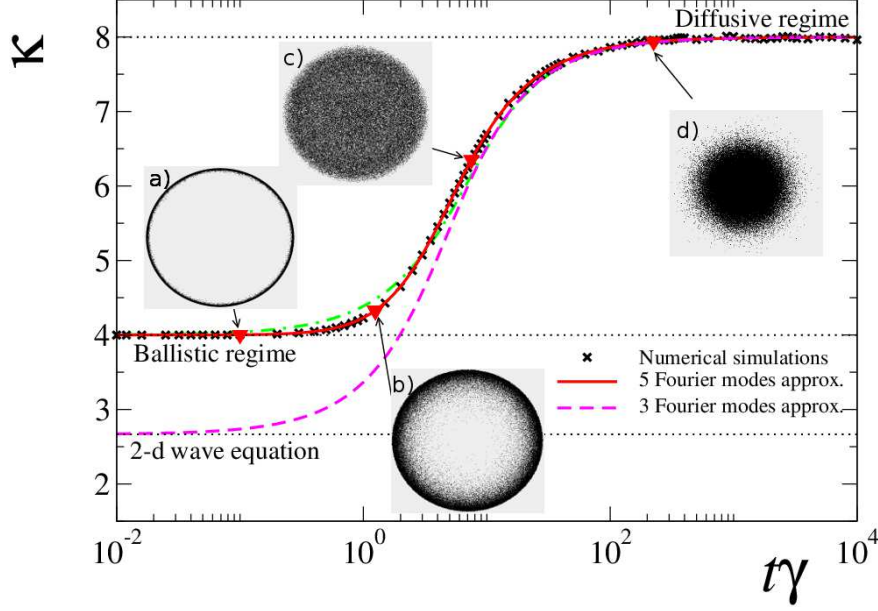 κ
8
7
6
5
4
3
2
Diffusive regime
c)
a)
d)
Ballistic regime
b)
Numerical simulations
5 Fourier modes approx.
3 Fourier modes approx.
2-d wave equation
10^-2
10^0
10^2
10^4
tγ